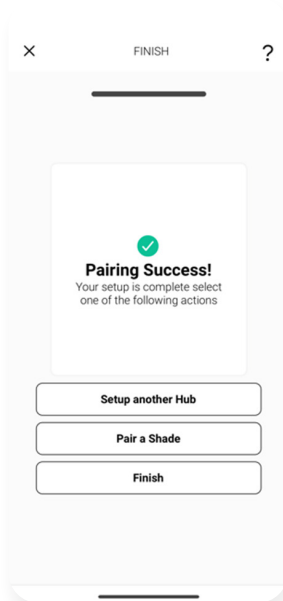 FINISH
?
Pairing Success!
Your setup is complete select
one of the following actions
Setup another Hub
Pair a Shade
Finish